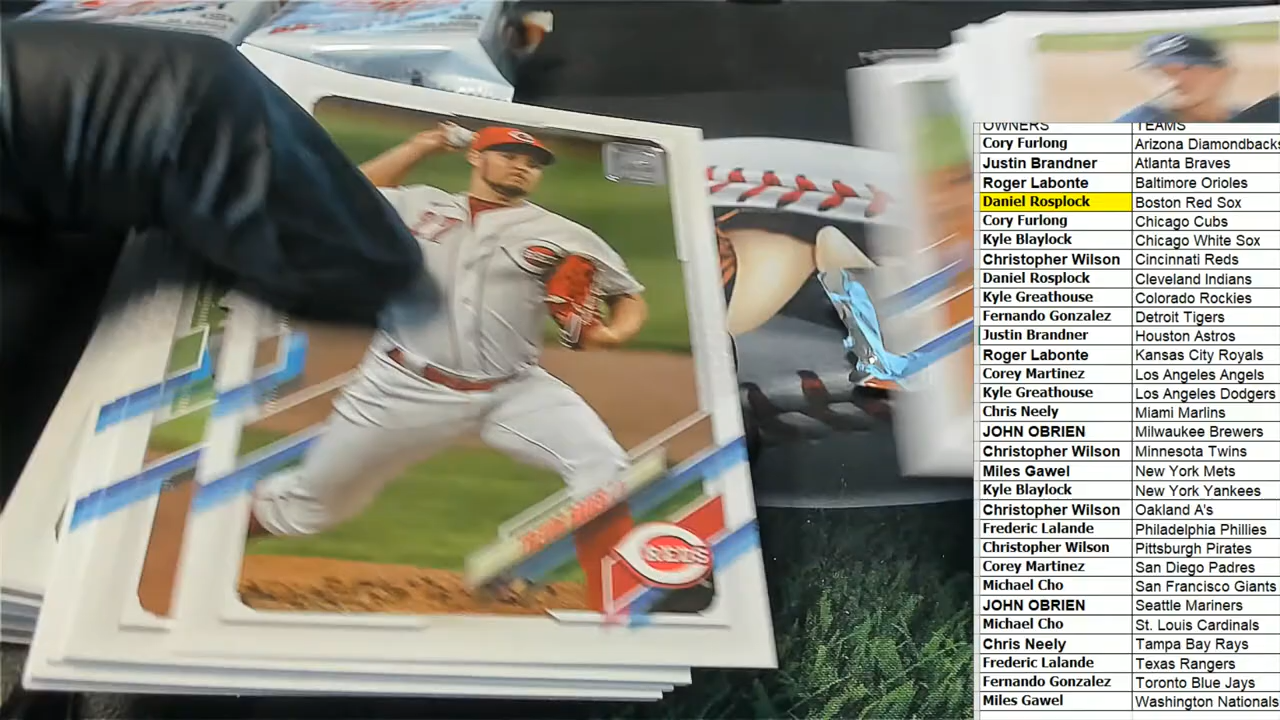 OWNERS TEAMS
Cory Furlong Arizona Diamondbacks
Justin Brandner Atlanta Braves
Roger Labonte Baltimore Orioles
Daniel Rosplock Boston Red Sox
Cory Furlong Chicago Cubs
Kyle Blaylock Chicago White Sox
Christopher Wilson Cincinnati Reds
Daniel Rosplock Cleveland Indians
Kyle Greathouse Colorado Rockies
Fernando Gonzalez Detroit Tigers
Justin Brandner Houston Astros
Roger Labonte Kansas City Royals
Corey Martinez Los Angeles Angels
Kyle Greathouse Los Angeles Dodgers
Chris Neely Miami Marlins
JOHN OBRIEN Milwaukee Brewers
Christopher Wilson Minnesota Twins
Miles Gawel New York Mets
Kyle Blaylock New York Yankees
Christopher Wilson Oakland A's
Frederic Lalande Philadelphia Phillies
Christopher Wilson Pittsburgh Pirates
Corey Martinez San Diego Padres
Michael Cho San Francisco Giants
JOHN OBRIEN Seattle Mariners
Michael Cho St. Louis Cardinals
Chris Neely Tampa Bay Rays
Frederic Lalande Texas Rangers
Fernando Gonzalez Toronto Blue Jays
Miles Gawel Washington Nationals
REDS